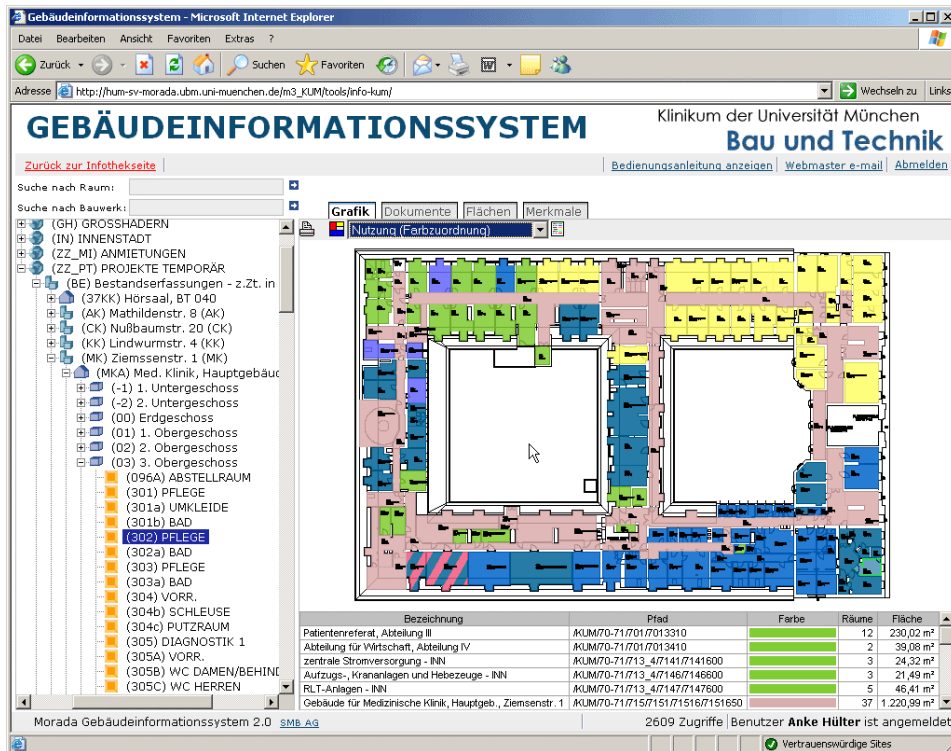 Gebäudeinformationssystem - Microsoft Internet Explorer
Datei Bearbeiten Ansicht Favoriten Extras ?
Zurück Suchen Favoriten
Adresse http://hum-sv-morada.ubm.uni-muenchen.de/m3_KUM/tools/info-kum/ Wechseln zu Links
GEBÄUDEINFORMATIONSSYSTEM
Klinikum der Universität München
Bau und Technik
Zurück zur Infothekseite Bedienungsanleitung anzeigen Webmaster e-mail Abmelden
Suche nach Raum:
Suche nach Bauwerk:
Grafik Dokumente Flächen Merkmale
Nutzung (Farbzuordnung)
(GH) GROSSHADERN
(IN) INNENSTADT
(ZZ_MI) ANMIETUNGEN
(ZZ_PT) PROJEKTE TEMPORÄR
(BE) Bestandserfassungen - z.Zt. in
(37KK) Hörsaal, BT 040
(AK) Mathildenstr. 8 (AK)
(CK) Nußbaumstr. 20 (CK)
(KK) Lindwurmstr. 4 (KK)
(MK) Ziemssenstr. 1 (MK)
(MKA) Med. Klinik, Hauptgebäud
(-1) 1. Untergeschoss
(-2) 2. Untergeschoss
(00) Erdgeschoss
(01) 1. Obergeschoss
(02) 2. Obergeschoss
(03) 3. Obergeschoss
(096A) ABSTELLRAUM
(301) PFLEGE
(301a) UMKLEIDE
(301b) BAD
(302) PFLEGE
(302a) BAD
(303) PFLEGE
(303a) BAD
(304) VORR.
(304b) SCHLEUSE
(304c) PUTZRAUM
(305) DIAGNOSTIK 1
(305A) VORR.
(305B) WC DAMEN/BEHIND
(305C) WC HERREN
Bezeichnung Pfad Farbe Räume Fläche
Patientenreferat, Abteilung III /KUM/70-71/701/7013310 12 230,02 m²
Abteilung für Wirtschaft, Abteilung IV /KUM/70-71/701/7013410 2 39,08 m²
zentrale Stromversorgung - INN /KUM/70-71/713_4/7141/7141600 3 24,32 m²
Aufzugs-, Krananlagen und Hebezeuge - INN /KUM/70-71/713_4/7146/7146600 3 21,49 m²
RLT-Anlagen - INN /KUM/70-71/713_4/7147/7147600 5 46,41 m²
Gebäude für Medizinische Klinik, Hauptgeb., Ziemsenstr. 1 /KUM/70-71/715/7151/71516/7151650 37 1.220,99 m²
Morada Gebäudeinformationssystem 2.0 SMB AG 2609 Zugriffe Benutzer Anke Hülter ist angemeldet
Vertrauenswürdige Sites